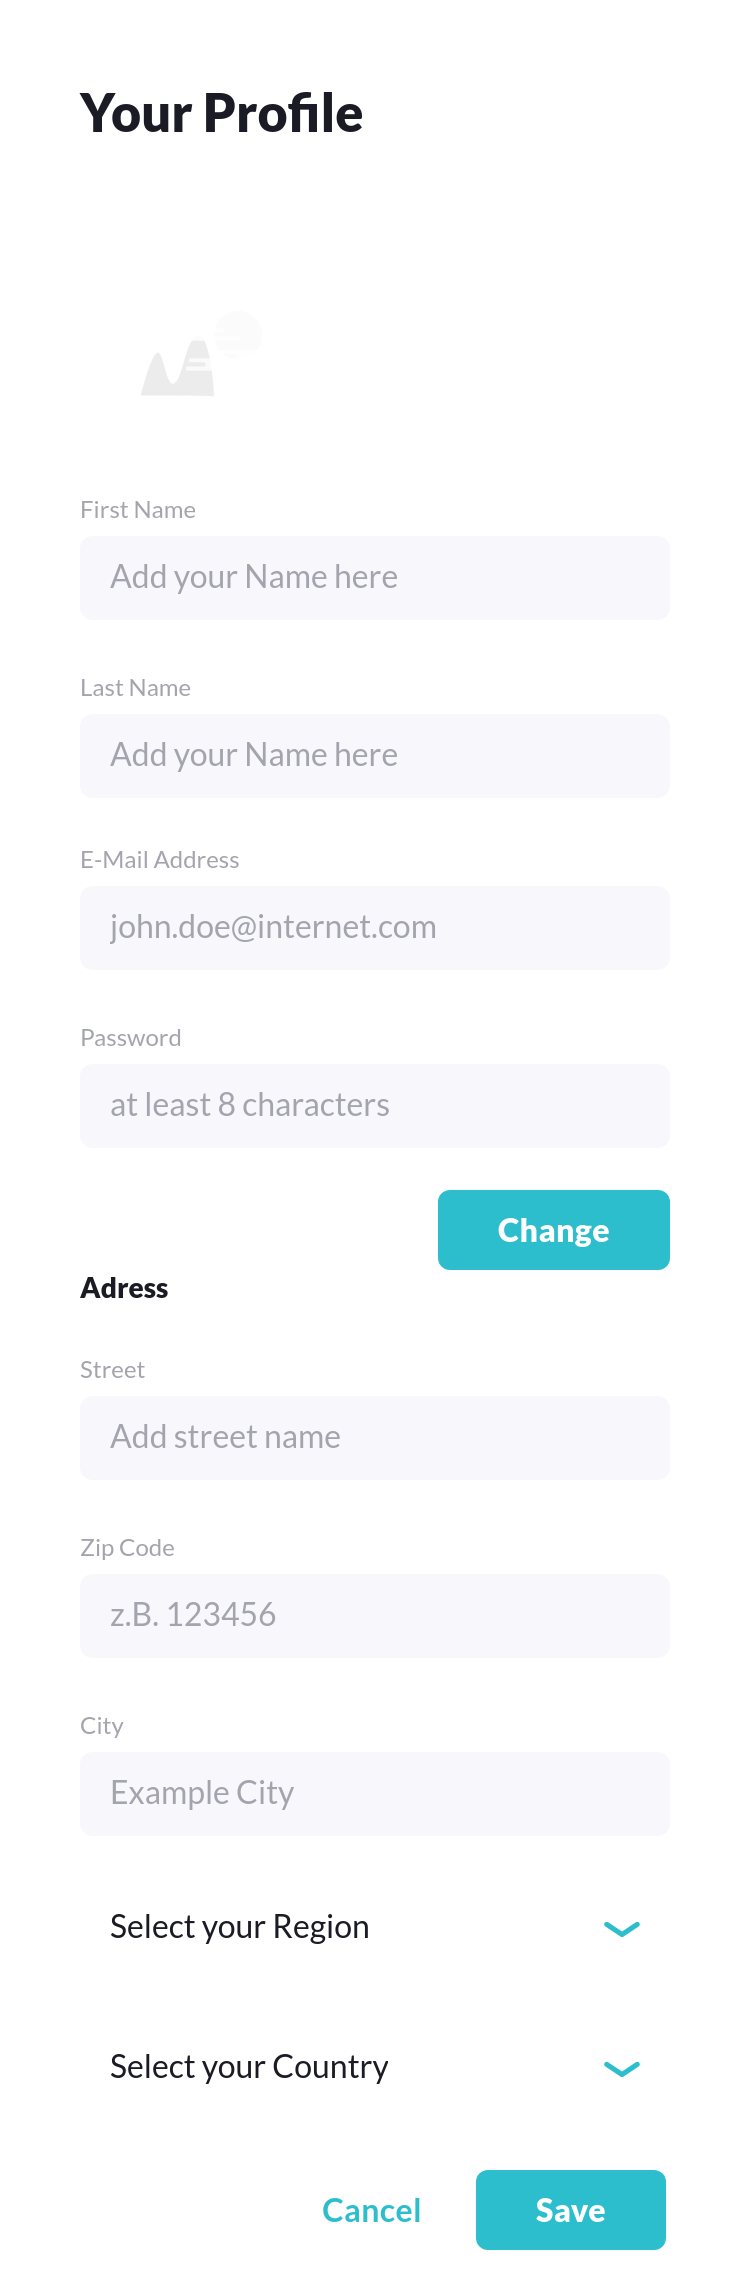 Your Profile
First Name
Add your Name here
Last Name
Add your Name here
E-Mail Address
john.doe@internet.com
Password
at least 8 characters
Change
Adress
Street
Add street name
Zip Code
z.B. 123456
City
Example City
Select your Region
Select your Country
Cancel
Save